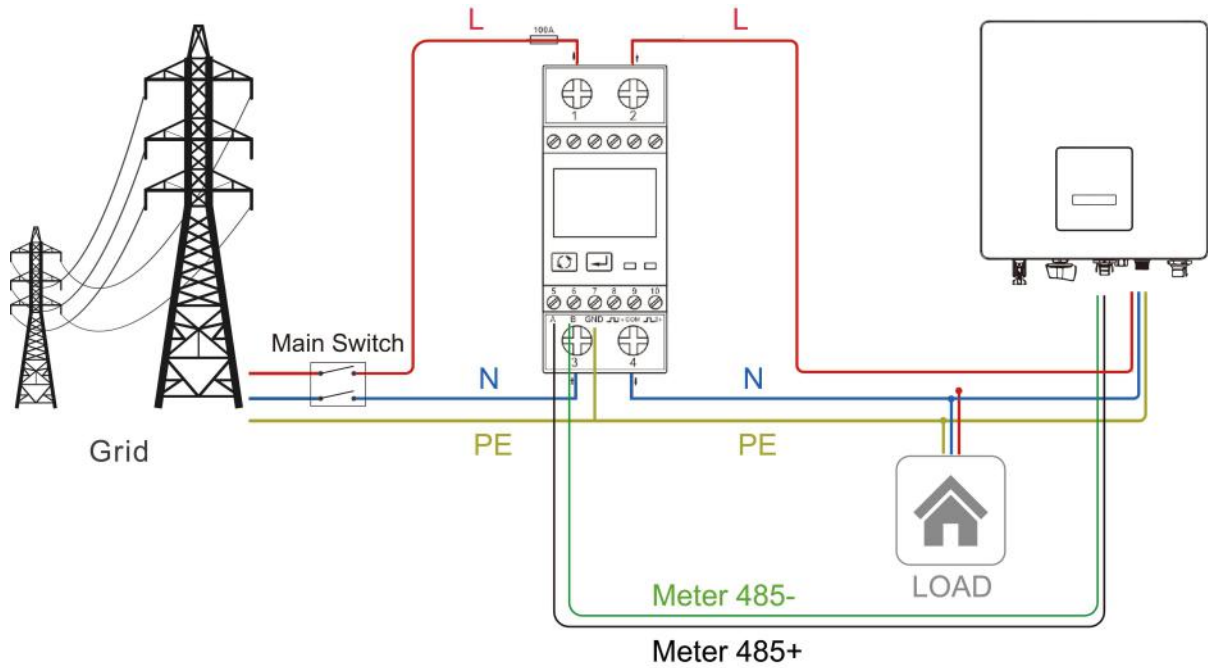 L
L
100A
1 2
5 6 7 8 9 10
A B GND + COM +
3 4
Main Switch
N
N
PE
PE
Grid
LOAD
Meter 485-
Meter 485+